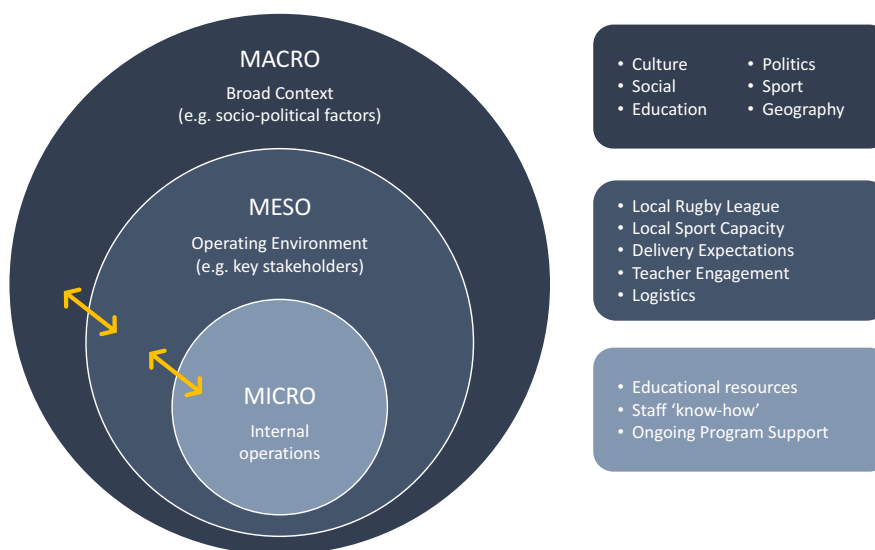 MACRO
Broad Context
(e.g. socio-political factors)
MESO
Operating Environment
(e.g. key stakeholders)
MICRO
Internal
operations
• Culture
• Social
• Education
• Politics
• Sport
• Geography
• Local Rugby League
• Local Sport Capacity
• Delivery Expectations
• Teacher Engagement
• Logistics
• Educational resources
• Staff ‘know-how’
• Ongoing Program Support